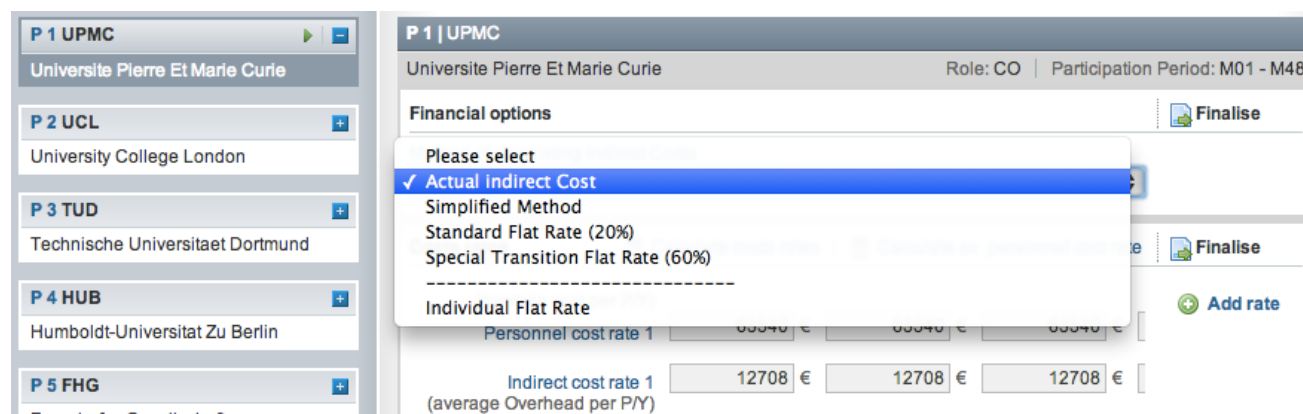 P 1 UPMC
Universite Pierre Et Marie Curie
P 2 UCL
University College London
P 3 TUD
Technische Universitaet Dortmund
P 4 HUB
Humboldt-Universitat Zu Berlin
P 5 FHG
P 1 | UPMC
Universite Pierre Et Marie Curie Role: CO | Participation Period: M01 - M48
Financial options Finalise
Please select
✓ Actual indirect Cost
Simplified Method
Standard Flat Rate (20%)
Special Transition Flat Rate (60%)
------------------------------
Individual Flat Rate
Finalise
Add rate
Personnel cost rate 1 € € €
Indirect cost rate 1 12708 € 12708 € 12708 €
(average Overhead per P/Y)